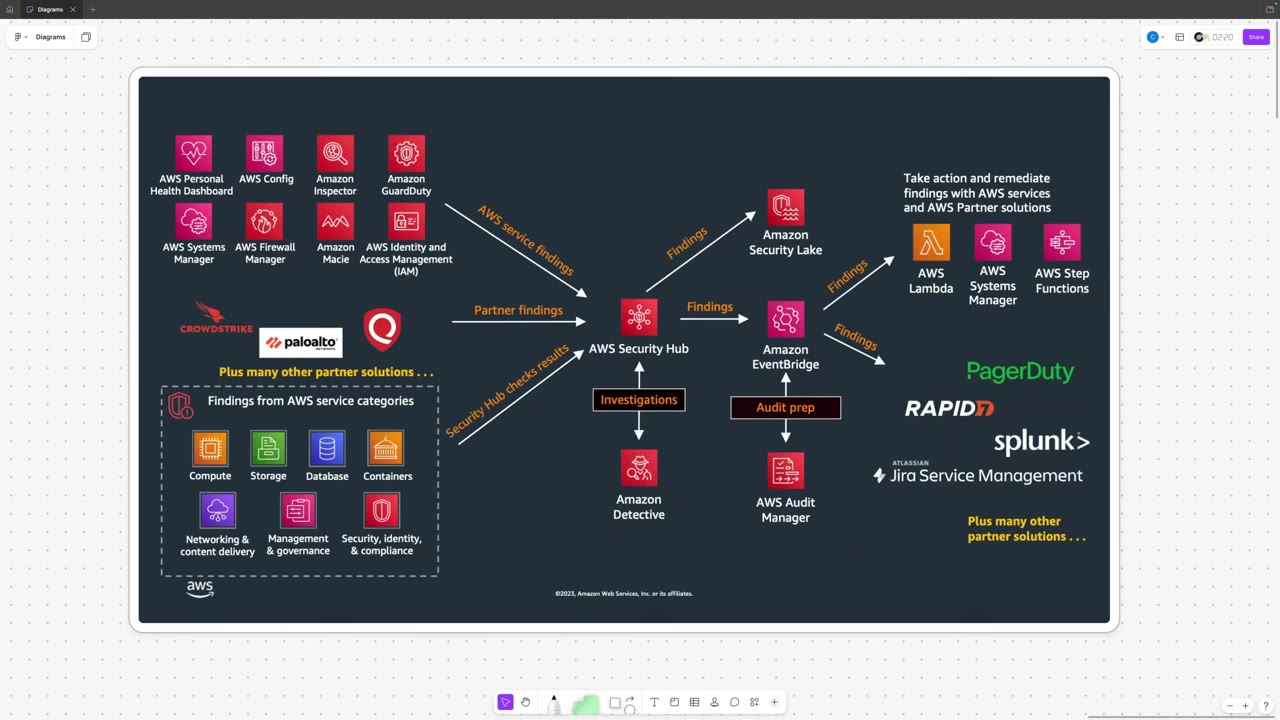 Diagrams
Diagrams
C
02:20
Share
AWS Personal
Health Dashboard
AWS Config
Amazon
Inspector
Amazon
GuardDuty
AWS Systems
Manager
AWS Firewall
Manager
Amazon
Macie
AWS Identity and
Access Management
(IAM)
AWS service findings
CROWDSTRIKE
paloalto
NETWORKS
Partner findings
Plus many other partner solutions . . .
Security Hub checks results
Findings from AWS service categories
Compute
Storage
Database
Containers
Networking &
content delivery
Management
& governance
Security, identity,
& compliance
aws
AWS Security Hub
Investigations
Amazon
Detective
Findings
Amazon
Security Lake
Findings
Amazon
EventBridge
Audit prep
AWS Audit
Manager
Findings
Findings
Take action and remediate
findings with AWS services
and AWS Partner solutions
AWS
Lambda
AWS
Systems
Manager
AWS Step
Functions
PagerDuty
RAPID7
splunk>
ATLASSIAN
Jira Service Management
Plus many other
partner solutions . . .
©2023, Amazon Web Services, Inc. or its affiliates.